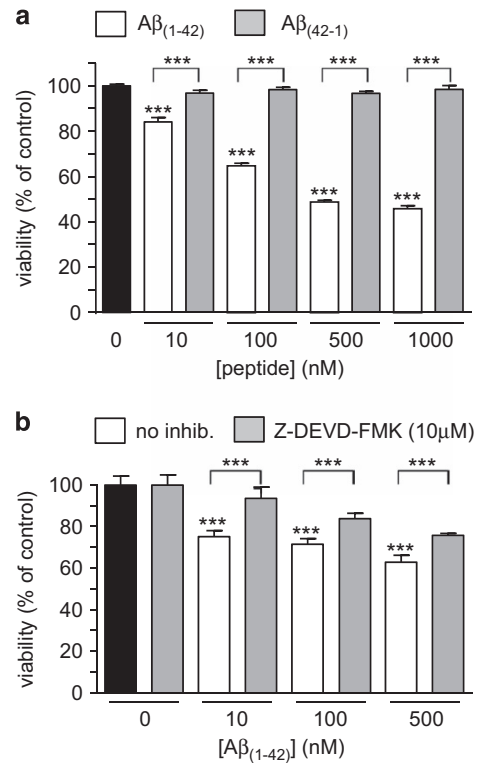 a
Aβ(1-42) Aβ(42-1)
*** *** *** ***
*** *** *** ***
viability (% of control)
100
80
60
40
20
0
0 10 100 500 1000
[peptide] (nM)
b
no inhib. Z-DEVD-FMK (10μM)
*** *** ***
*** *** ***
viability (% of control)
100
80
60
40
20
0
0 10 100 500
[Aβ(1-42)] (nM)